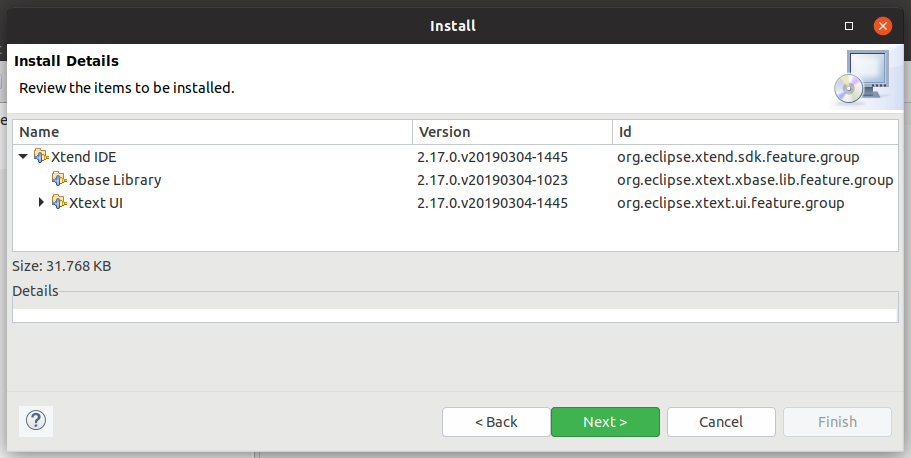 Install
Install Details
Review the items to be installed.
Name Version Id
Xtend IDE 2.17.0.v20190304-1445 org.eclipse.xtend.sdk.feature.group
Xbase Library 2.17.0.v20190304-1023 org.eclipse.xtext.xbase.lib.feature.group
Xtext UI 2.17.0.v20190304-1445 org.eclipse.xtext.ui.feature.group
Size: 31.768 KB
Details
? < Back Next > Cancel Finish